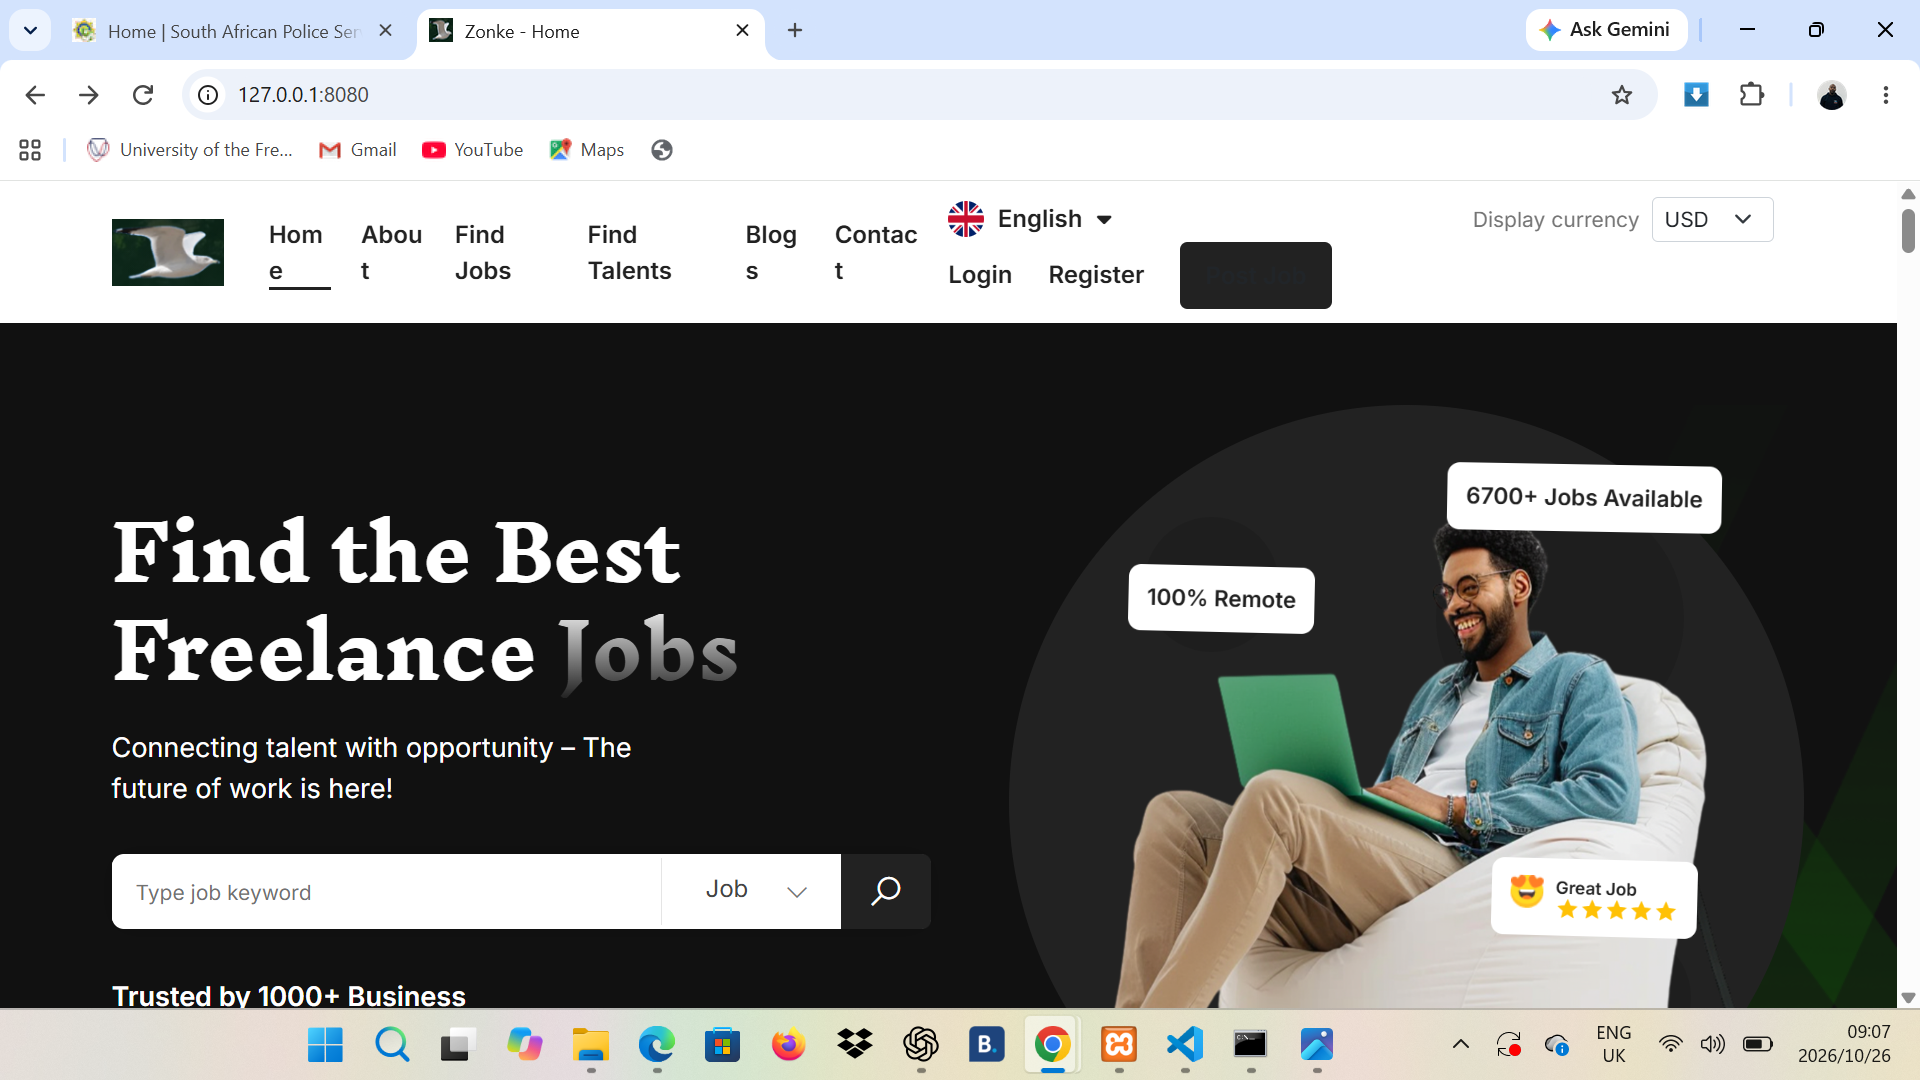 Home | South African Police Ser
Zonke - Home
Ask Gemini
127.0.0.1:8080
University of the Fre...
Gmail
YouTube
Maps
Hom
e
Abou
t
Find
Jobs
Find
Talents
Blog
s
Contac
t
English
Display currency
USD
Login
Register
Post Job
6700+ Jobs Available
100% Remote
Find the Best
Freelance Jobs
Connecting talent with opportunity – The
future of work is here!
Type job keyword
Job
Great Job
Trusted by 1000+ Business
B.
ENG
UK
09:07
2026/10/26